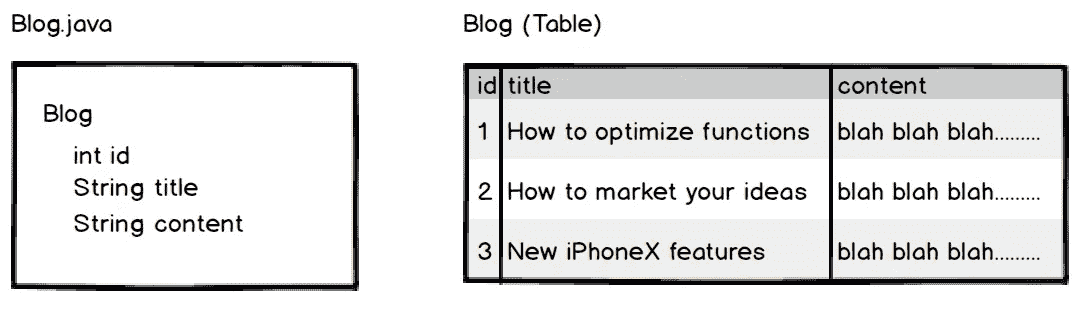 Blog.java
Blog
int id
String title
String content
Blog (Table)
id title content
1 How to optimize functions blah blah blah.........
2 How to market your ideas blah blah blah.........
3 New iPhoneX features blah blah blah.........